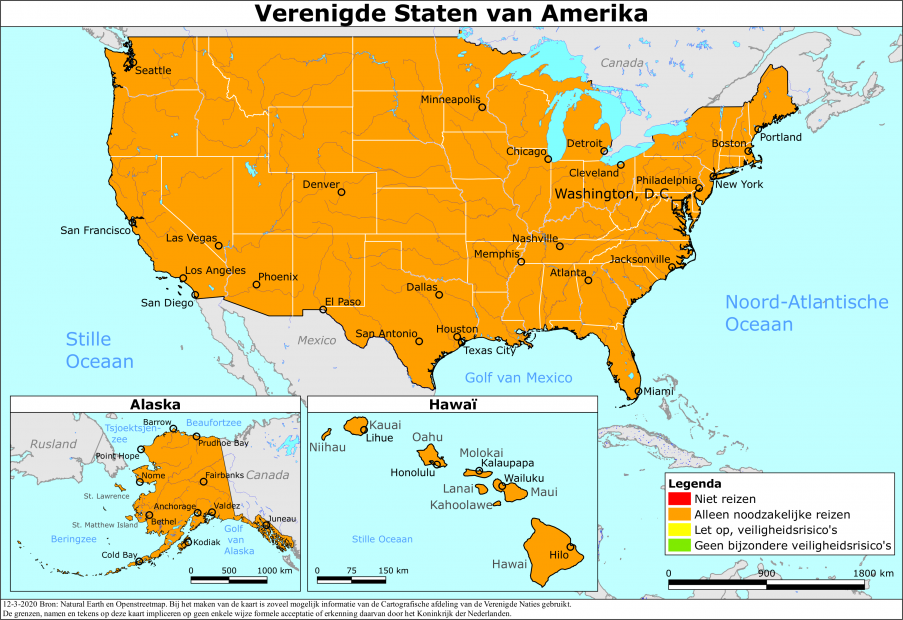 Verenigde Staten van Amerika
Canada
Seattle
Minneapolis
Portland
Boston
Detroit
Chicago
Cleveland
Philadelphia
New York
Denver
Washington, D.C.
San Francisco
Las Vegas
Nashville
Memphis
Jacksonville
Los Angeles
Phoenix
Atlanta
Dallas
San Diego
El Paso
Noord-Atlantische
Oceaan
Stille
Oceaan
Mexico
San Antonio
Houston
Texas City
Golf van Mexico
Miami
Alaska
Barrow
Beaufortzee
Tsjoektsjen-
zee
Prudhoe Bay
Rusland
Point Hope
Canada
Nome
Fairbanks
St. Lawrence
Anchorage
Valdez
St. Matthew Island
Bethel
Juneau
Beringzee
Golf
van
Alaska
Kodiak
Cold Bay
0
500
1000 km
Hawaï
Kauai
Lihue
Niihau
Oahu
Molokai
Kalaupapa
Honolulu
Wailuku
Lanai
Maui
Kahoolawe
Stille Oceaan
Hilo
Hawaii
0
75
150 km
Legenda
Niet reizen
Alleen noodzakelijke reizen
Let op, veiligheidsrisico's
Geen bijzondere veiligheidsrisico's
0
900
1800 km
12-3-2020 Bron: Natural Earth en Openstreetmap. Bij het maken van de kaart is zoveel mogelijk informatie van de Cartografische afdeling van de Verenigde Naties gebruikt.
De grenzen, namen en tekens op deze kaart impliceren op geen enkele wijze formele acceptatie of erkenning daarvan door het Koninkrijk der Nederlanden.